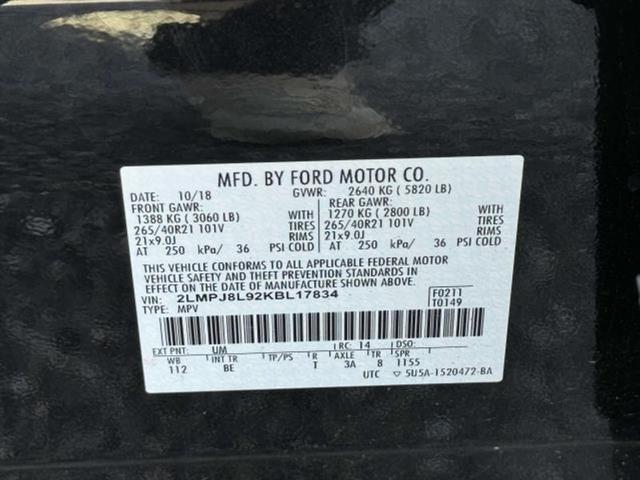 MFD. BY FORD MOTOR CO.
DATE: 10/18 GVWR: 2640 KG ( 5820 LB)
FRONT GAWR: REAR GAWR:
1388 KG ( 3060 LB) WITH 1270 KG ( 2800 LB) WITH
265/40R21 101V TIRES 265/40R21 101V TIRES
21x9.0J RIMS 21x9.0J RIMS
AT 250 kPa/ 36 PSI COLD AT 250 kPa/ 36 PSI COLD
THIS VEHICLE CONFORMS TO ALL APPLICABLE FEDERAL MOTOR
VEHICLE SAFETY AND THEFT PREVENTION STANDARDS IN
EFFECT ON THE DATE OF MANUFACTURE SHOWN ABOVE.
VIN: 2LMPJ8L92KBL17834 F0211
TYPE: MPV T0149
EXT PNT: UM RC: 14 DSO:
WB INT TR TP/PS R AXLE TR SPR
112 BE T 3A 8 1155
UTC ▽ 5U5A-1520472-BA